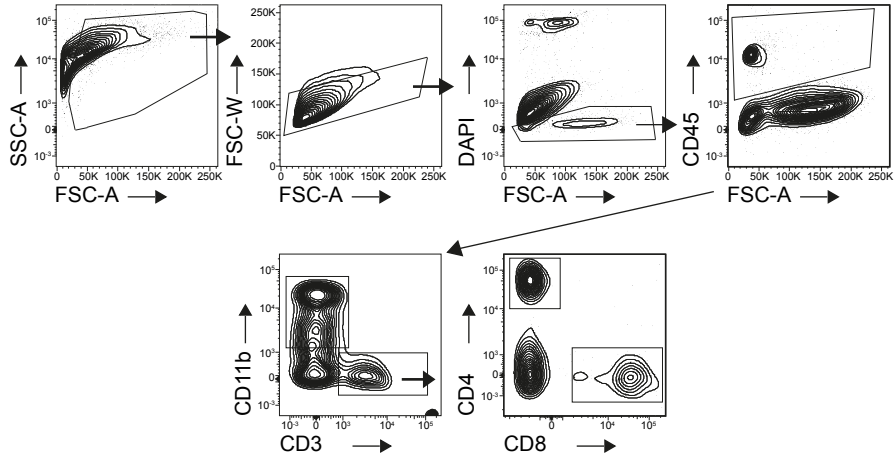 10⁵ 10⁴ 10³ 0 10⁻³
SSC-A
0 50K 100K 150K 200K 250K
FSC-A
250K 200K 150K 100K 50K 0
FSC-W
0 50K 100K 150K 200K 250K
FSC-A
10⁵ 10⁴ 10³ 0 10⁻³
DAPI
0 50K 100K 150K 200K 250K
FSC-A
10⁵ 10⁴ 10³ 0 10⁻³
CD45
0 50K 100K 150K 200K 250K
FSC-A
10⁵ 10⁴ 10³ 0 10⁻³
CD11b
10⁻³ 0 10³ 10⁴ 10⁵
CD3
10⁵ 10⁴ 10³ 0 10⁻³
CD4
0 10⁴ 10⁵
CD8